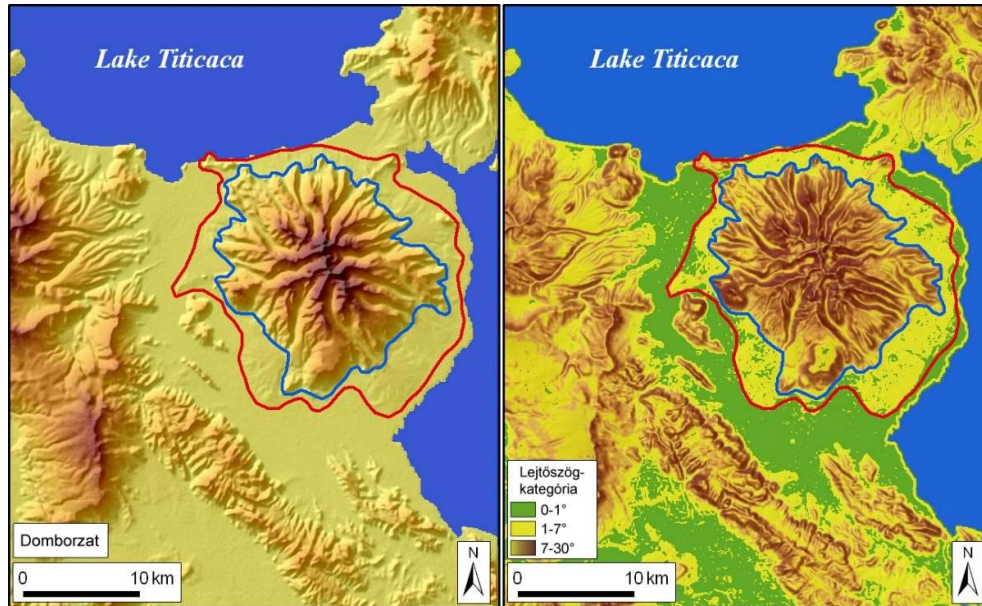 Lake Titicaca
Domborzat
0 10 km
N
Lake Titicaca
Lejtőszög-
kategória
0-1°
1-7°
7-30°
0 10 km
N